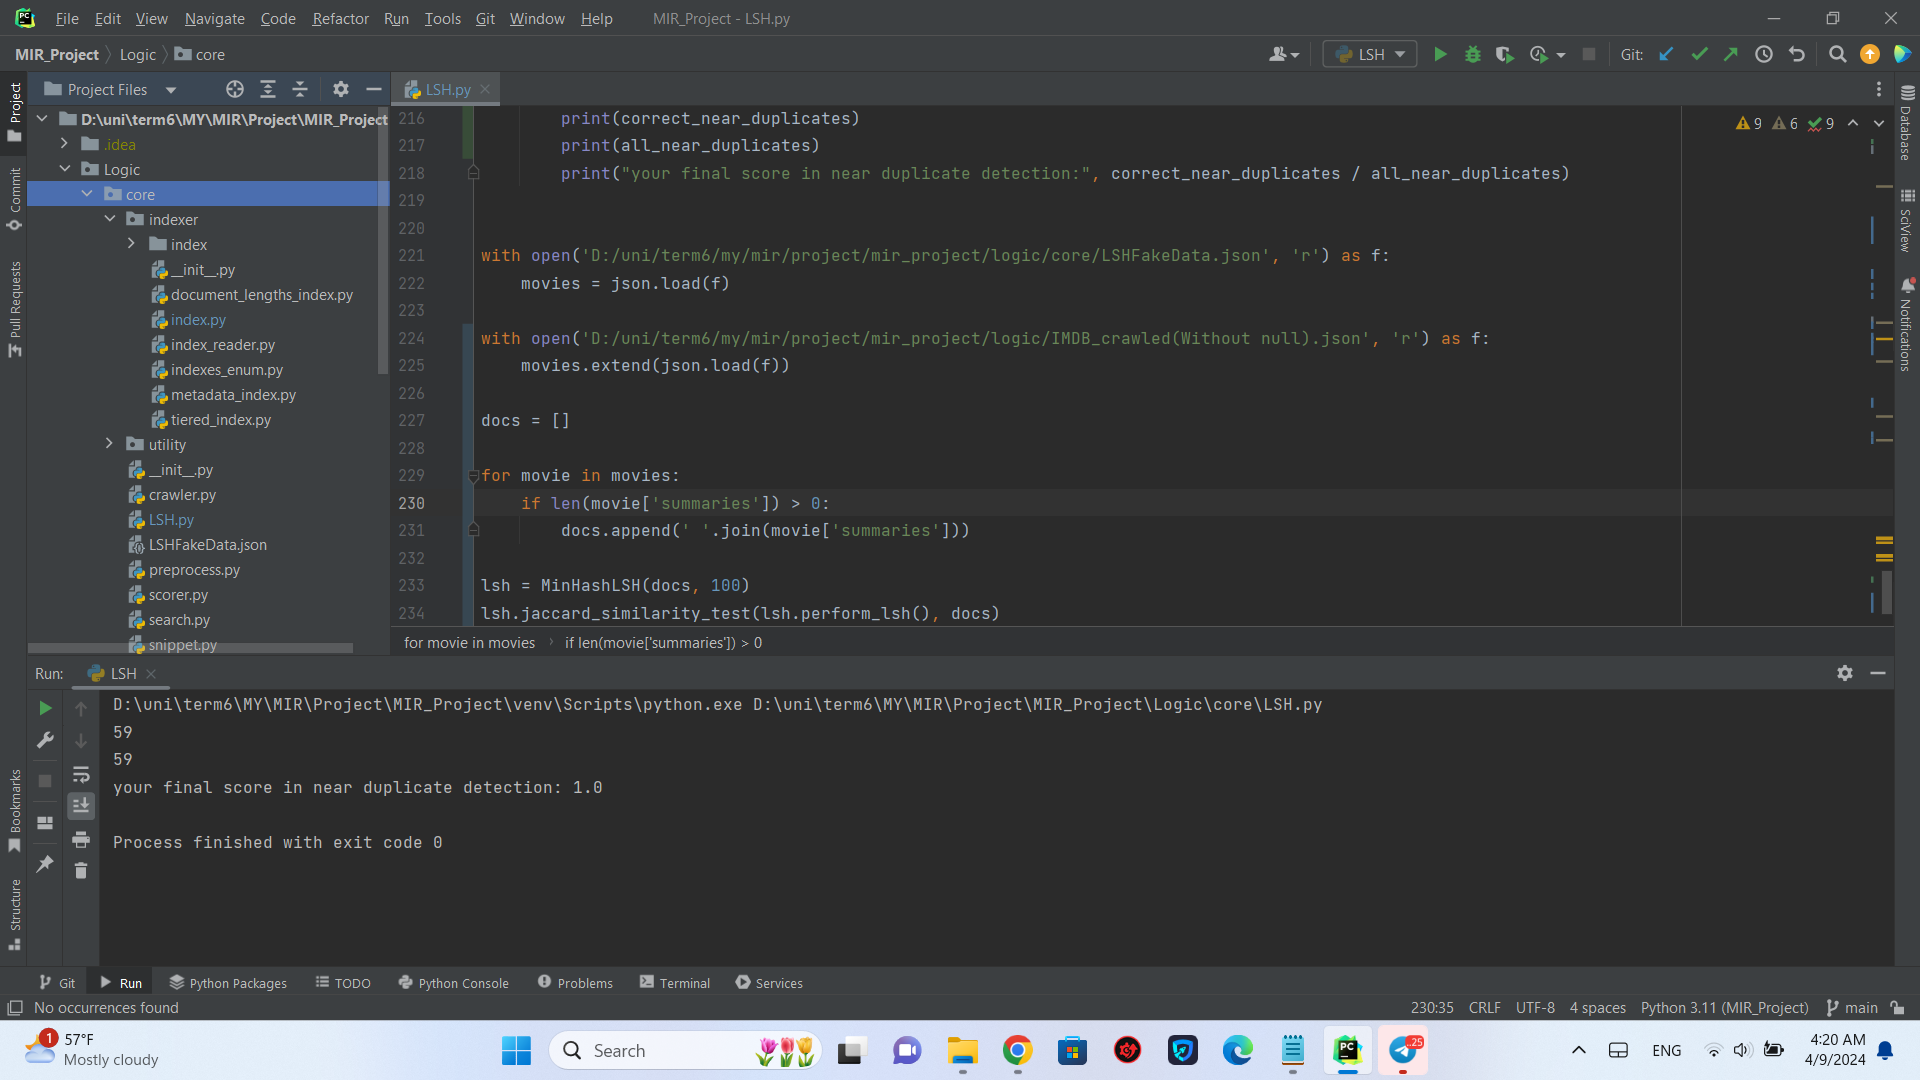 PC File Edit View Navigate Code Refactor Run Tools Git Window Help MIR_Project - LSH.py
MIR_Project Logic core LSH Git:
Project Files LSH.py
Project
Commit
Pull Requests
Bookmarks
Structure
D:\uni\term6\MY\MIR\Project\MIR_Project
.idea
Logic
core
indexer
index
__init__.py
document_lengths_index.py
index.py
index_reader.py
indexes_enum.py
metadata_index.py
tiered_index.py
utility
__init__.py
crawler.py
LSH.py
LSHFakeData.json
preprocess.py
scorer.py
search.py
snippet.py
9 6 9
216 print(correct_near_duplicates)
217 print(all_near_duplicates)
218 print("your final score in near duplicate detection:", correct_near_duplicates / all_near_duplicates)
219
220
221 with open('D:/uni/term6/my/mir/project/mir_project/logic/core/LSHFakeData.json', 'r') as f:
222 movies = json.load(f)
223
224 with open('D:/uni/term6/my/mir/project/mir_project/logic/IMDB_crawled(Without null).json', 'r') as f:
225 movies.extend(json.load(f))
226
227 docs = []
228
229 for movie in movies:
230 if len(movie['summaries']) > 0:
231 docs.append(' '.join(movie['summaries']))
232
233 lsh = MinHashLSH(docs, 100)
234 lsh.jaccard_similarity_test(lsh.perform_lsh(), docs)
for movie in movies if len(movie['summaries']) > 0
Database
SciView
Notifications
Run: LSH
D:\uni\term6\MY\MIR\Project\MIR_Project\venv\Scripts\python.exe D:\uni\term6\MY\MIR\Project\MIR_Project\Logic\core\LSH.py
59
59
your final score in near duplicate detection: 1.0
Process finished with exit code 0
Git Run Python Packages TODO Python Console Problems Terminal Services
No occurrences found 230:35 CRLF UTF-8 4 spaces Python 3.11 (MIR_Project) main
1 57°F
Mostly cloudy
Search
PC
25
ENG
4:20 AM
4/9/2024